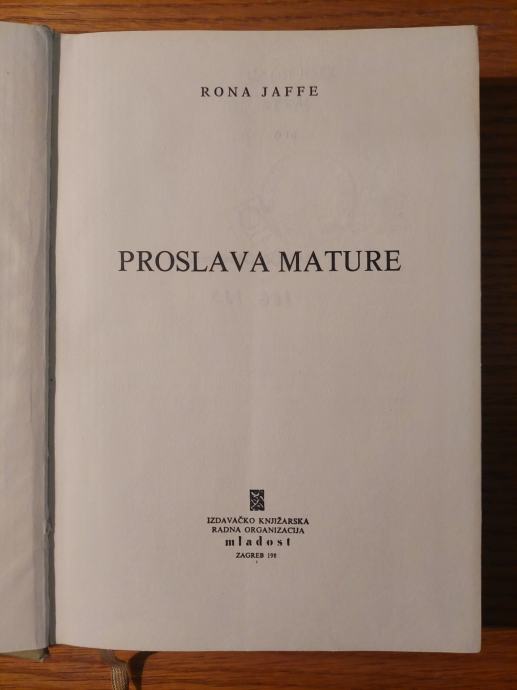 RONA JAFFE
PROSLAVA MATURE
IZDAVAČKO KNJIŽARSKA
RADNA ORGANIZACIJA
mladost
ZAGREB 198